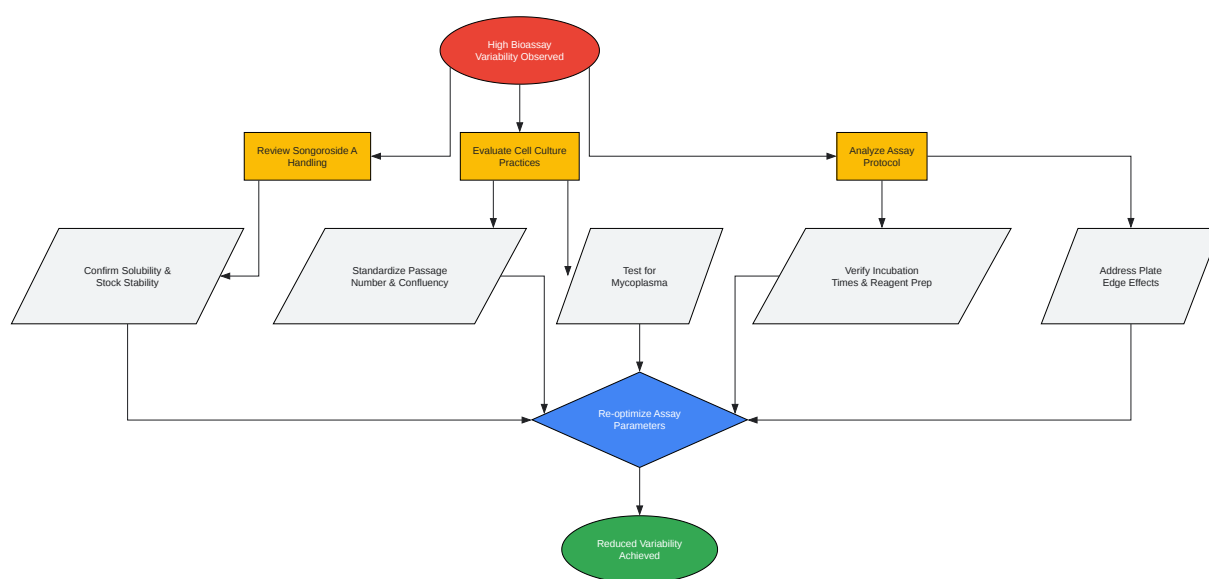 High Bioassay
Variability Observed
Review Songoroside A
Handling
Evaluate Cell Culture
Practices
Analyze Assay
Protocol
Confirm Solubility &
Stock Stability
Standardize Passage
Number & Confluency
Test for
Mycoplasma
Verify Incubation
Times & Reagent Prep
Address Plate
Edge Effects
Re-optimize Assay
Parameters
Reduced Variability
Achieved